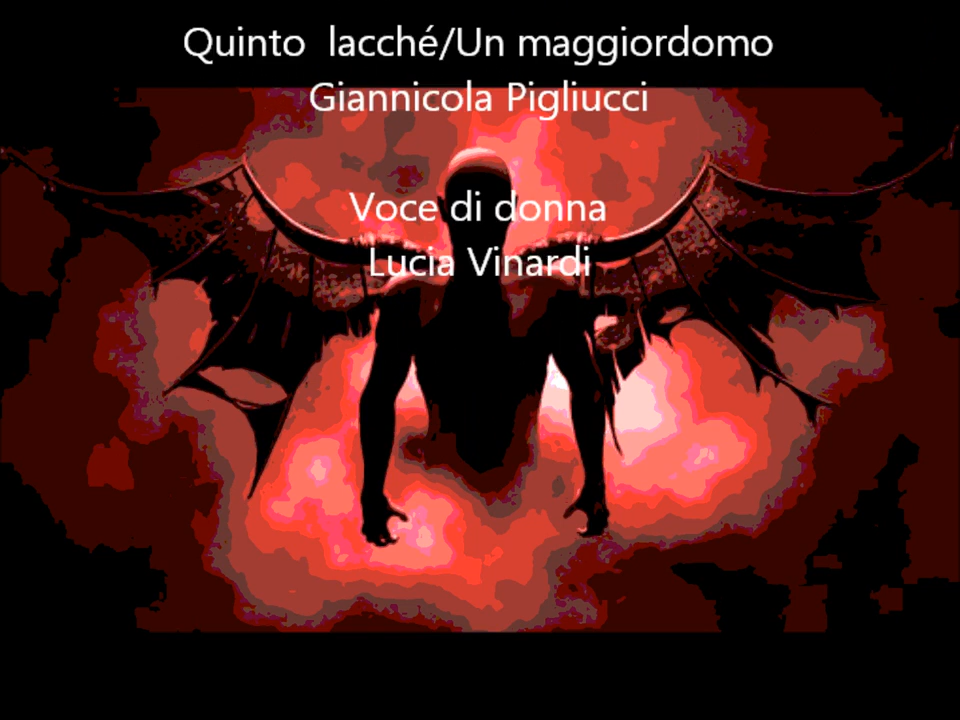 Quinto  lacché/Un maggiordomo
Giannicola Pigliucci
Voce di donna
Lucia Vinardi